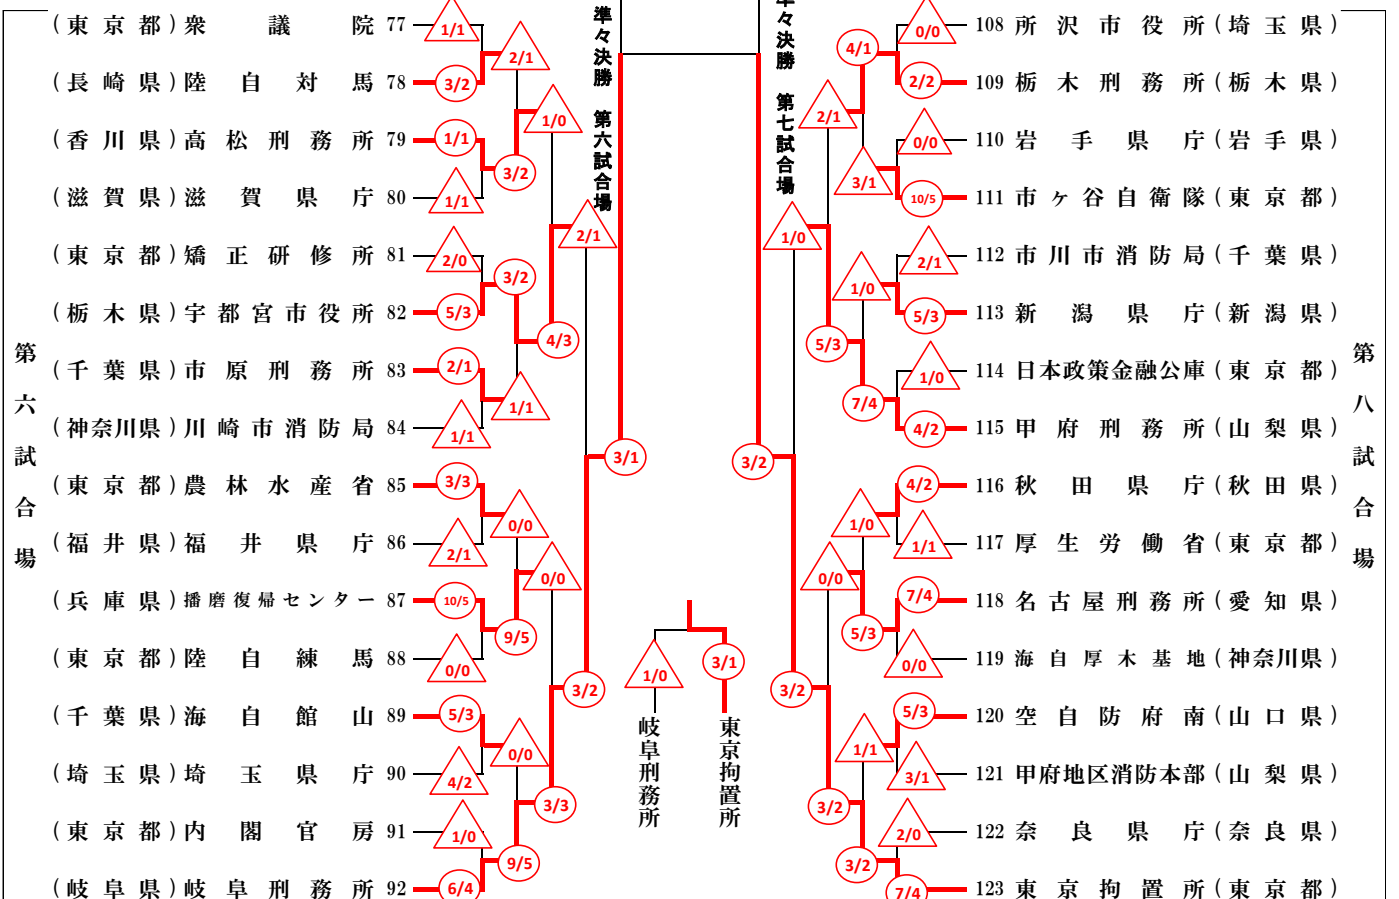 (東京都)衆議院 77 1/1
(長崎県)陸自対馬 78 3/2
(香川県)高松刑務所 79 1/1
(滋賀県)滋賀県庁 80 1/1
(東京都)矯正研修所 81 2/0
(栃木県)宇都宮市役所 82 5/3
(千葉県)市原刑務所 83 2/1
(神奈川県)川崎市消防局 84 1/1
(東京都)農林水産省 85 3/3
(福井県)福井県庁 86 2/1
(兵庫県)播磨復帰センター 87 10/5
(東京都)陸自練馬 88 0/0
(千葉県)海自館山 89 5/3
(埼玉県)埼玉県庁 90 4/2
(東京都)内閣官房 91 1/0
(岐阜県)岐阜刑務所 92 6/4
第六試合場
2/1
3/2
3/2
1/1
0/0
9/5
0/0
9/5
1/0
4/3
0/0
3/3
2/1
3/2
3/1
準々決勝 第六試合場
々決勝 第七試合場
1/0 岐阜刑務所
3/1 東京拘置所
3/2
1/0
3/2
2/1
5/3
0/0
3/2
4/1
3/1
1/0
7/4
1/0
5/3
1/1
3/2
0/0 108 所沢市役所(埼玉県)
2/2 109 栃木刑務所(栃木県)
0/0 110 岩手県庁(岩手県)
10/5 111 市ヶ谷自衛隊(東京都)
2/1 112 市川市消防局(千葉県)
5/3 113 新潟県庁(新潟県)
1/0 114 日本政策金融公庫(東京都)
4/2 115 甲府刑務所(山梨県)
4/2 116 秋田県庁(秋田県)
1/1 117 厚生労働省(東京都)
7/4 118 名古屋刑務所(愛知県)
0/0 119 海自厚木基地(神奈川県)
5/3 120 空自防府南(山口県)
3/1 121 甲府地区消防本部(山梨県)
2/0 122 奈良県庁(奈良県)
7/4 123 東京拘置所(東京都)
第八試合場